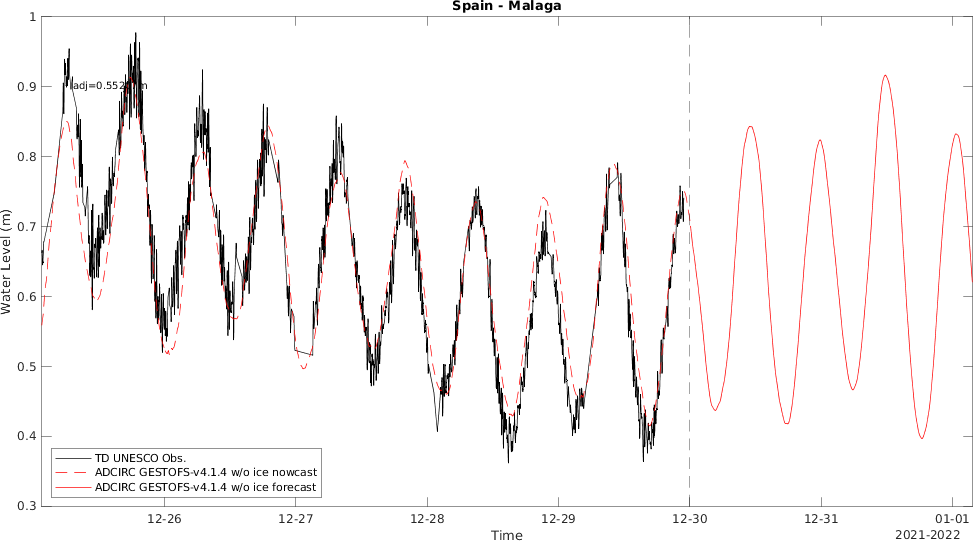 Spain - Malaga
1
0.9
0.8
0.7
0.6
0.5
0.4
0.3
Water Level (m)
TD UNESCO Obs.
ADCIRC GESTOFS-v4.1.4 w/o ice nowcast
ADCIRC GESTOFS-v4.1.4 w/o ice forecast
12-26
12-27
12-28
12-29
12-30
12-31
01-01
Time
2021-2022